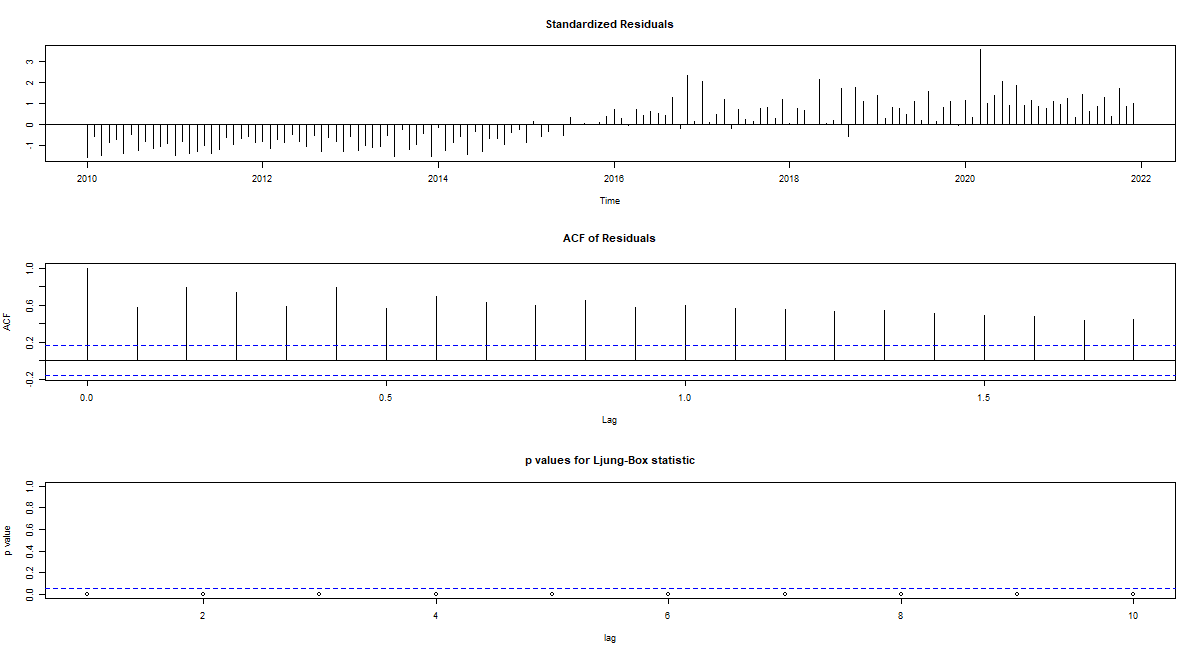 Standardized Residuals
3
2
1
0
-1
2010 2012 2014 2016 2018 2020 2022
Time
ACF of Residuals
ACF
1.0
0.6
0.2
-0.2
0.0 0.5 1.0 1.5
Lag
p values for Ljung-Box statistic
p value
1.0
0.8
0.6
0.4
0.2
0.0
2 4 6 8 10
lag